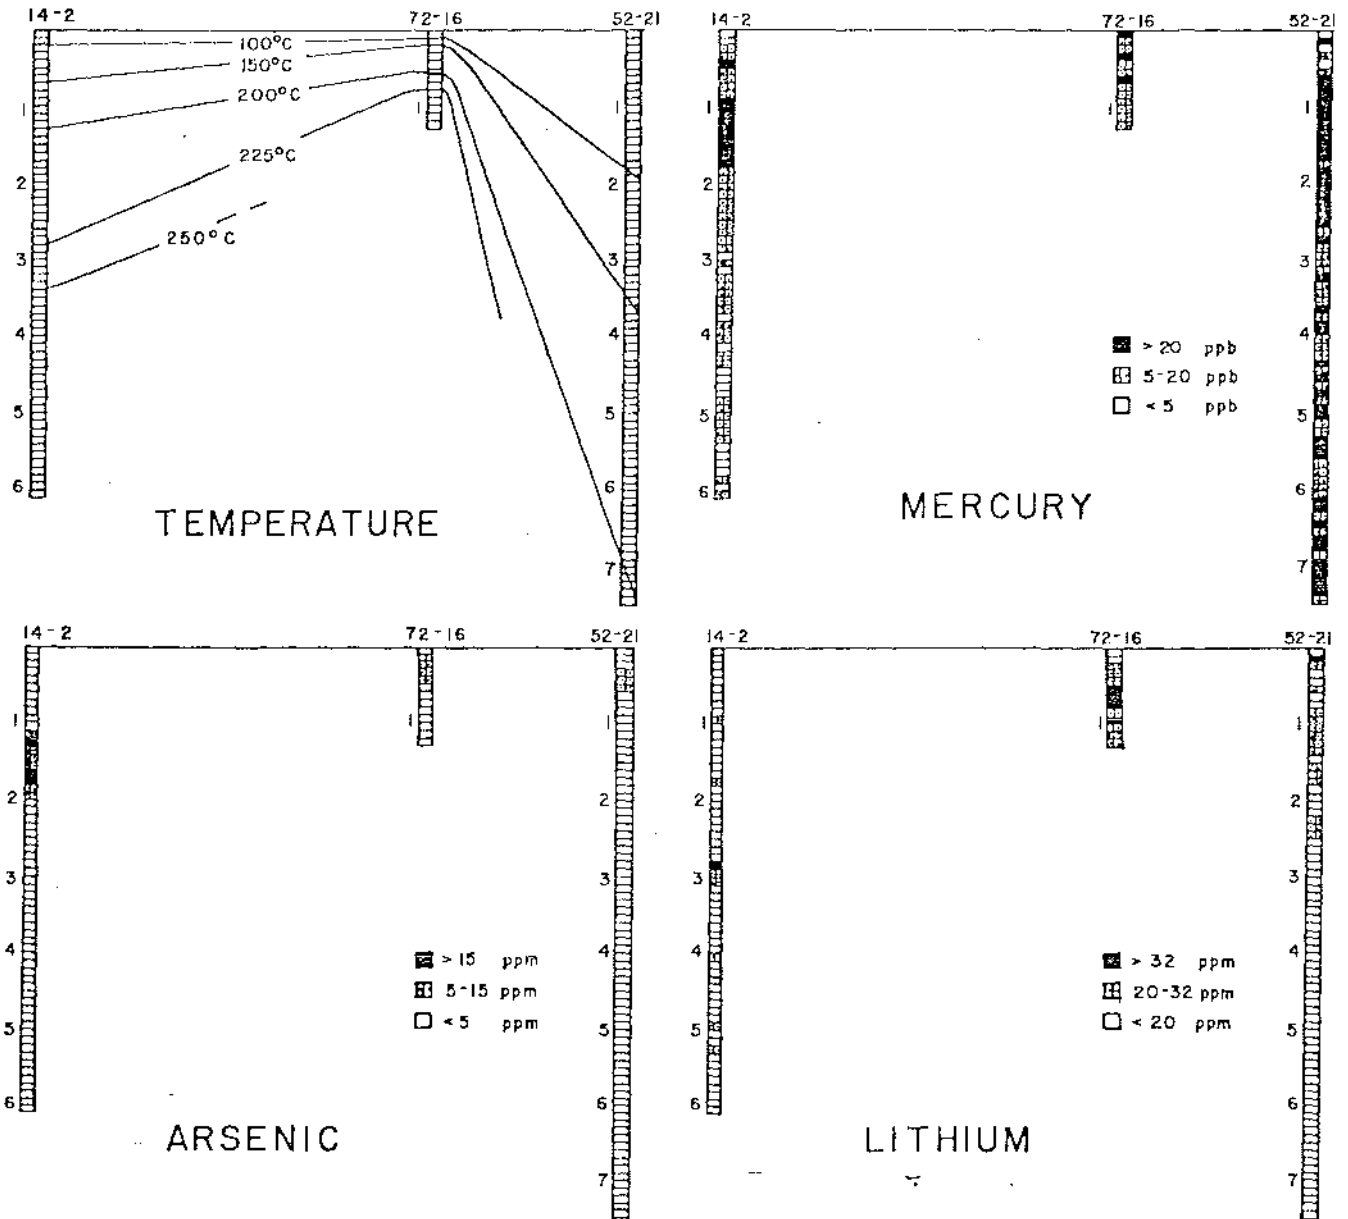 14-2 72-16 52-21
100°C
150°C
200°C
225°C
250°C
1 1 1
2 2
3 3
4 4
5 5
6 6
7
TEMPERATURE
14-2 72-16 52-21
1 1 1
2 2
3 3
4 4
5 5
6 6
7
> 20 ppb
5-20 ppb
< 5 ppb
MERCURY
14-2 72-16 52-21
1 1 1
2 2
3 3
4 4
5 5
6 6
7
> 15 ppm
5-15 ppm
< 5 ppm
ARSENIC
14-2 72-16 52-21
1 1 1
2 2
3 3
4 4
5 5
6 6
7
> 32 ppm
20-32 ppm
< 20 ppm
LITHIUM